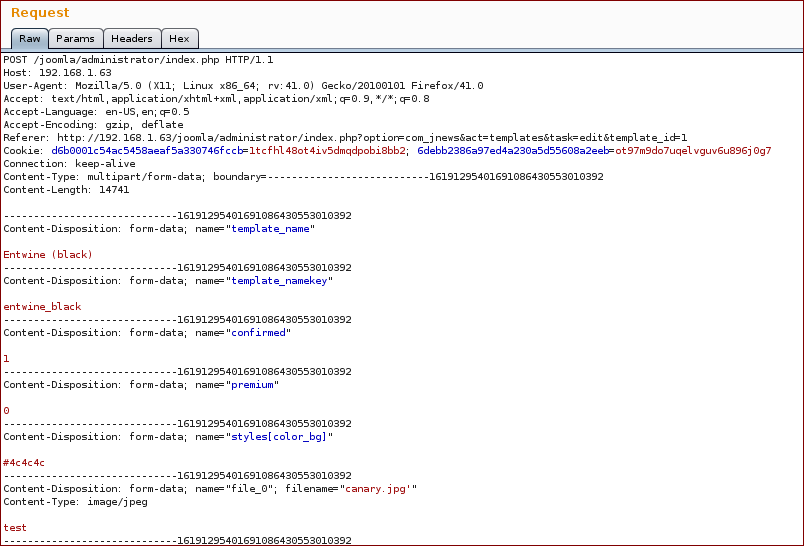 Request
Raw Params Headers Hex
POST /joomla/administrator/index.php HTTP/1.1
Host: 192.168.1.63
User-Agent: Mozilla/5.0 (X11; Linux x86_64; rv:41.0) Gecko/20100101 Firefox/41.0
Accept: text/html,application/xhtml+xml,application/xml;q=0.9,*/*;q=0.8
Accept-Language: en-US,en;q=0.5
Accept-Encoding: gzip, deflate
Referer: http://192.168.1.63/joomla/administrator/index.php?option=com_jnews&act=templates&task=edit&template_id=1
Cookie: d6b0001c54ac5458aeaf5a330746fccb=1tcfhl48ot4iv5dmqdpobi8bb2; 6debb2386a97ed4a230a5d55608a2eeb=ot97m9do7uqelvguv6u896j0g7
Connection: keep-alive
Content-Type: multipart/form-data; boundary=---------------------------16191295401691086430553010392
Content-Length: 14741
-----------------------------16191295401691086430553010392
Content-Disposition: form-data; name="template_name"
Entwine (black)
-----------------------------16191295401691086430553010392
Content-Disposition: form-data; name="template_namekey"
entwine_black
-----------------------------16191295401691086430553010392
Content-Disposition: form-data; name="confirmed"
1
-----------------------------16191295401691086430553010392
Content-Disposition: form-data; name="premium"
0
-----------------------------16191295401691086430553010392
Content-Disposition: form-data; name="styles[color_bg]"
#4c4c4c
-----------------------------16191295401691086430553010392
Content-Disposition: form-data; name="file_0"; filename="canary.jpg'"
Content-Type: image/jpeg
test
-----------------------------16191295401691086430553010392